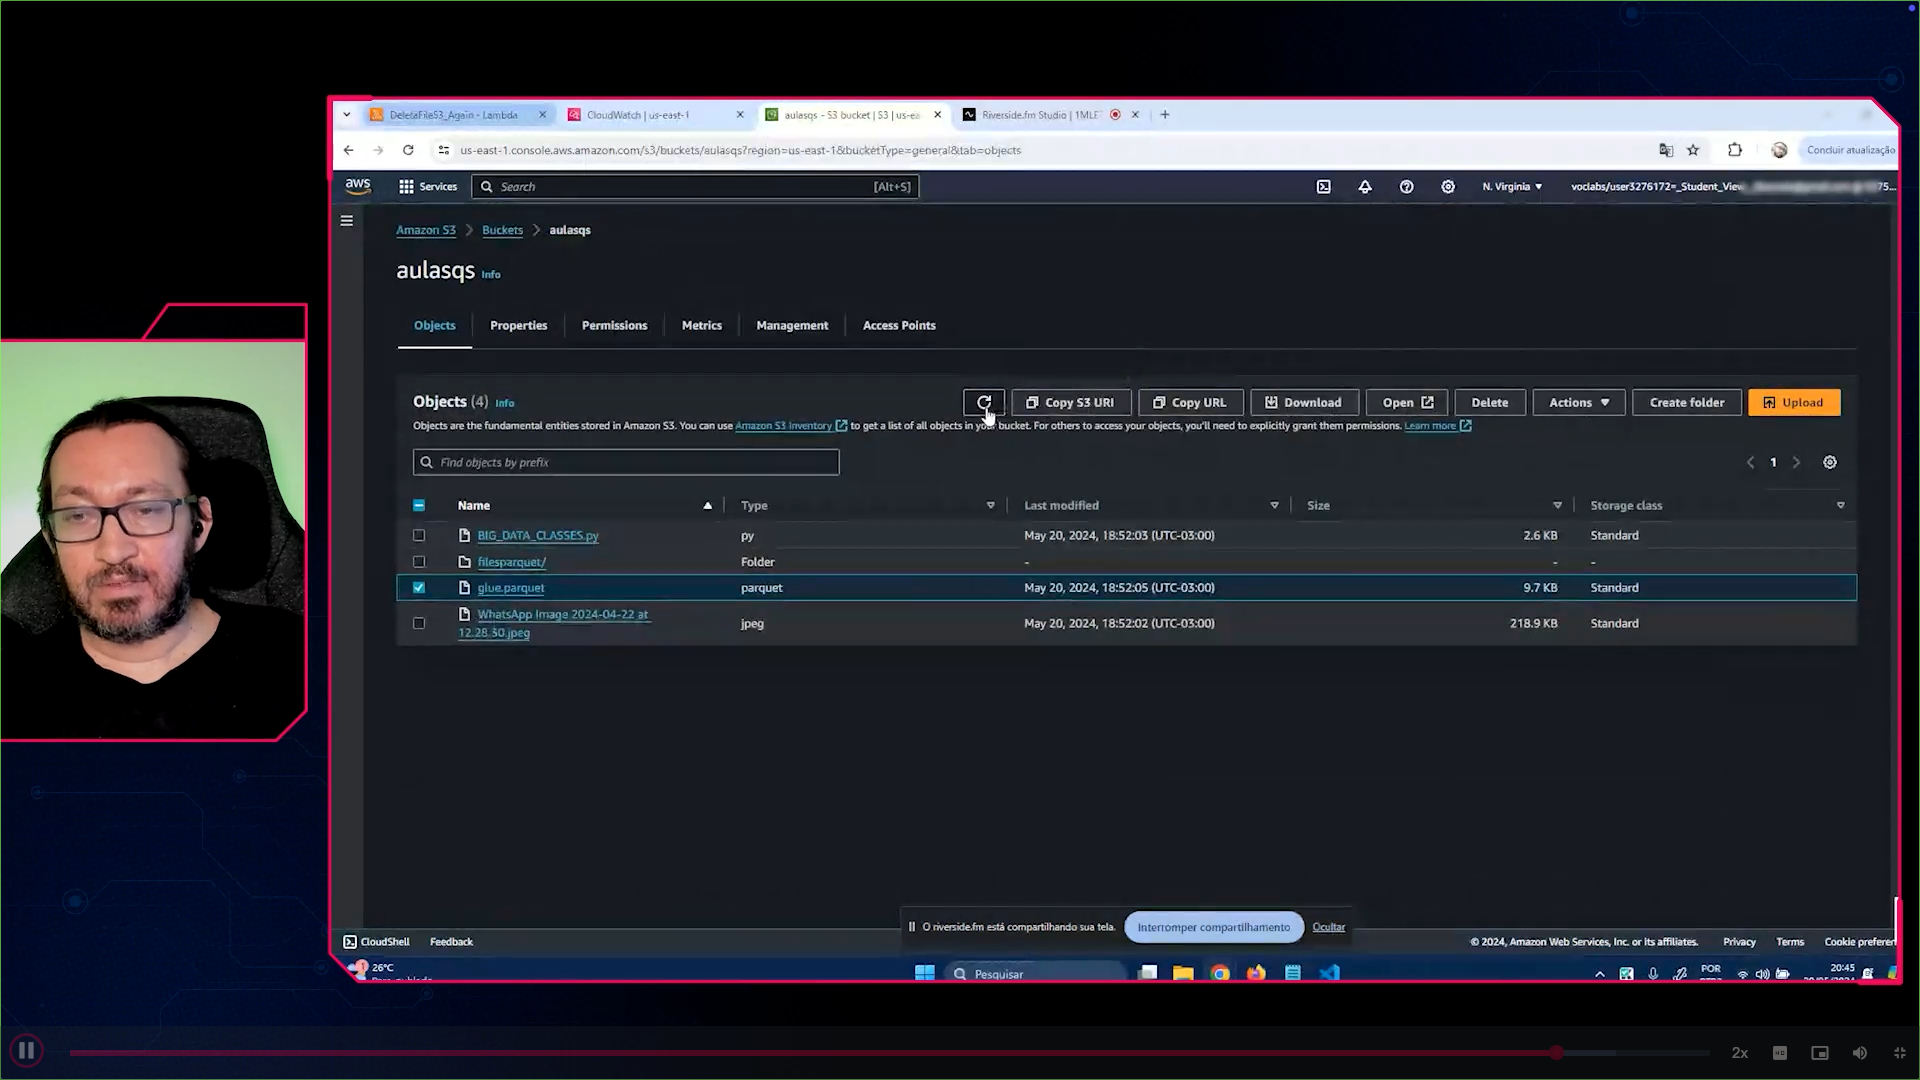 DeletaFileS3_Again - Lambda
CloudWatch | us-east-1
aulasqs - S3 bucket | S3 | us-ea
Riverside.fm Studio | 1MLE
us-east-1.console.aws.amazon.com/s3/buckets/aulasqs?region=us-east-1&bucketType=general&tab=objects
Concluir atualização
aws
Services
Search
[Alt+S]
N. Virginia
voclabs/user3276172=_Student_View
75...
Amazon S3 > Buckets > aulasqs
aulasqs Info
Objects
Properties
Permissions
Metrics
Management
Access Points
Objects (4) Info
Copy S3 URI
Copy URL
Download
Open
Delete
Actions
Create folder
Upload
Objects are the fundamental entities stored in Amazon S3. You can use Amazon S3 Inventory to get a list of all objects in your bucket. For others to access your objects, you'll need to explicitly grant them permissions. Learn more
Find objects by prefix
1
Name Type Last modified Size Storage class
BIG_DATA_CLASSES.py py May 20, 2024, 18:52:03 (UTC-03:00) 2.6 KB Standard
filesparquet/ Folder - - -
glue.parquet parquet May 20, 2024, 18:52:05 (UTC-03:00) 9.7 KB Standard
WhatsApp Image 2024-04-22 at
12.28.30.jpeg jpeg May 20, 2024, 18:52:02 (UTC-03:00) 218.9 KB Standard
O riverside.fm está compartilhando sua tela.
Interromper compartilhamento
Ocultar
CloudShell
Feedback
© 2024, Amazon Web Services, Inc. or its affiliates.
Privacy
Terms
Cookie preferen
26°C
Pesquisar
POR
20:45
2x